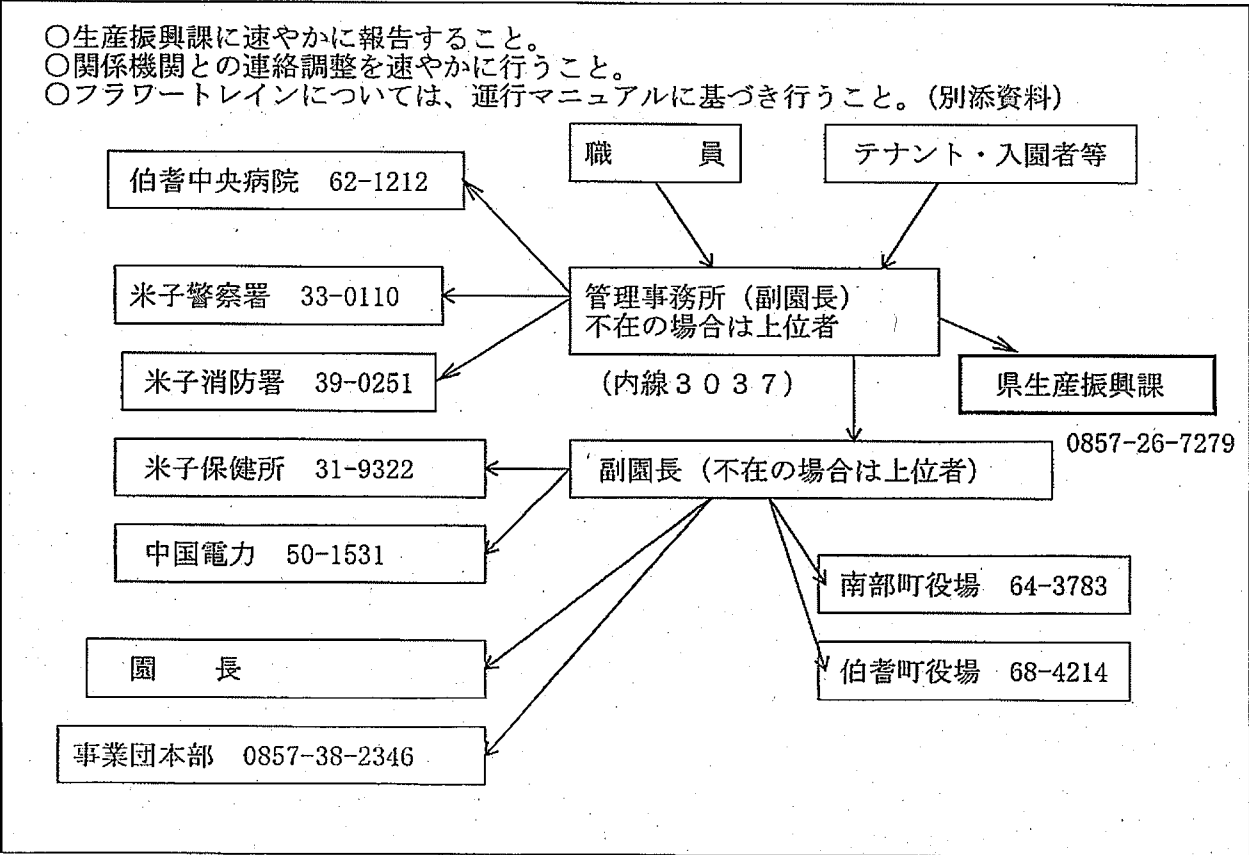 ○生産振興課に速やかに報告すること。
○関係機関との連絡調整を速やかに行うこと。
○フラワートレインについては、運行マニュアルに基づき行うこと。(別添資料)
職　　員
テナント・入園者等
伯耆中央病院　62-1212
米子警察署　33-0110
管理事務所（副園長）
不在の場合は上位者
米子消防署　39-0251
（内線３０３７）
県生産振興課
0857-26-7279
米子保健所　31-9322
副園長（不在の場合は上位者）
中国電力　50-1531
南部町役場　64-3783
園　　長
伯耆町役場　68-4214
事業団本部　0857-38-2346